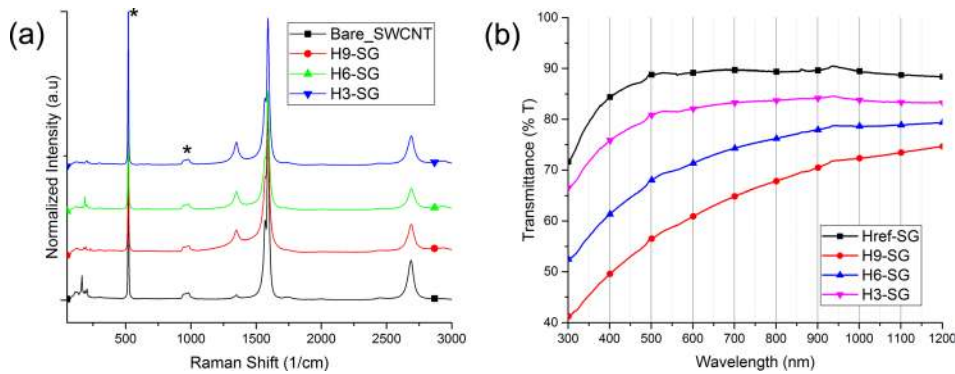 (a)
*
Bare_SWCNT
H9-SG
H6-SG
H3-SG
*
Normalized Intensity (a.u)
500 1000 1500 2000 2500 3000
Raman Shift (1/cm)
(b)
100
90
80
70
60
50
40
Transmittance (% T)
Href-SG
H9-SG
H6-SG
H3-SG
300 400 500 600 700 800 900 1000 1100 1200
Wavelength (nm)